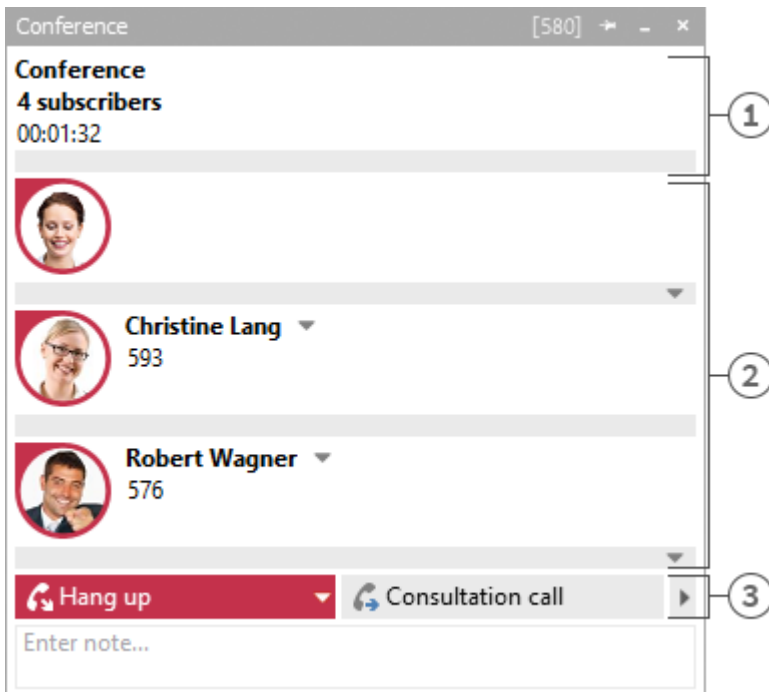 Conference [580]
Conference
4 subscribers
00:01:32
1
Christine Lang
593
2
Robert Wagner
576
Hang up Consultation call
3
Enter note...